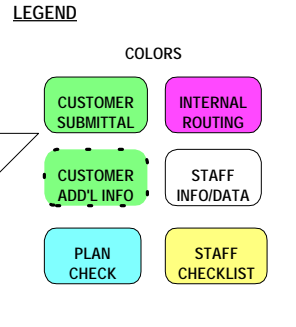 LEGEND
COLORS
CUSTOMER
SUBMITTAL
INTERNAL
ROUTING
CUSTOMER
ADD'L INFO
STAFF
INFO/DATA
PLAN
CHECK
STAFF
CHECKLIST